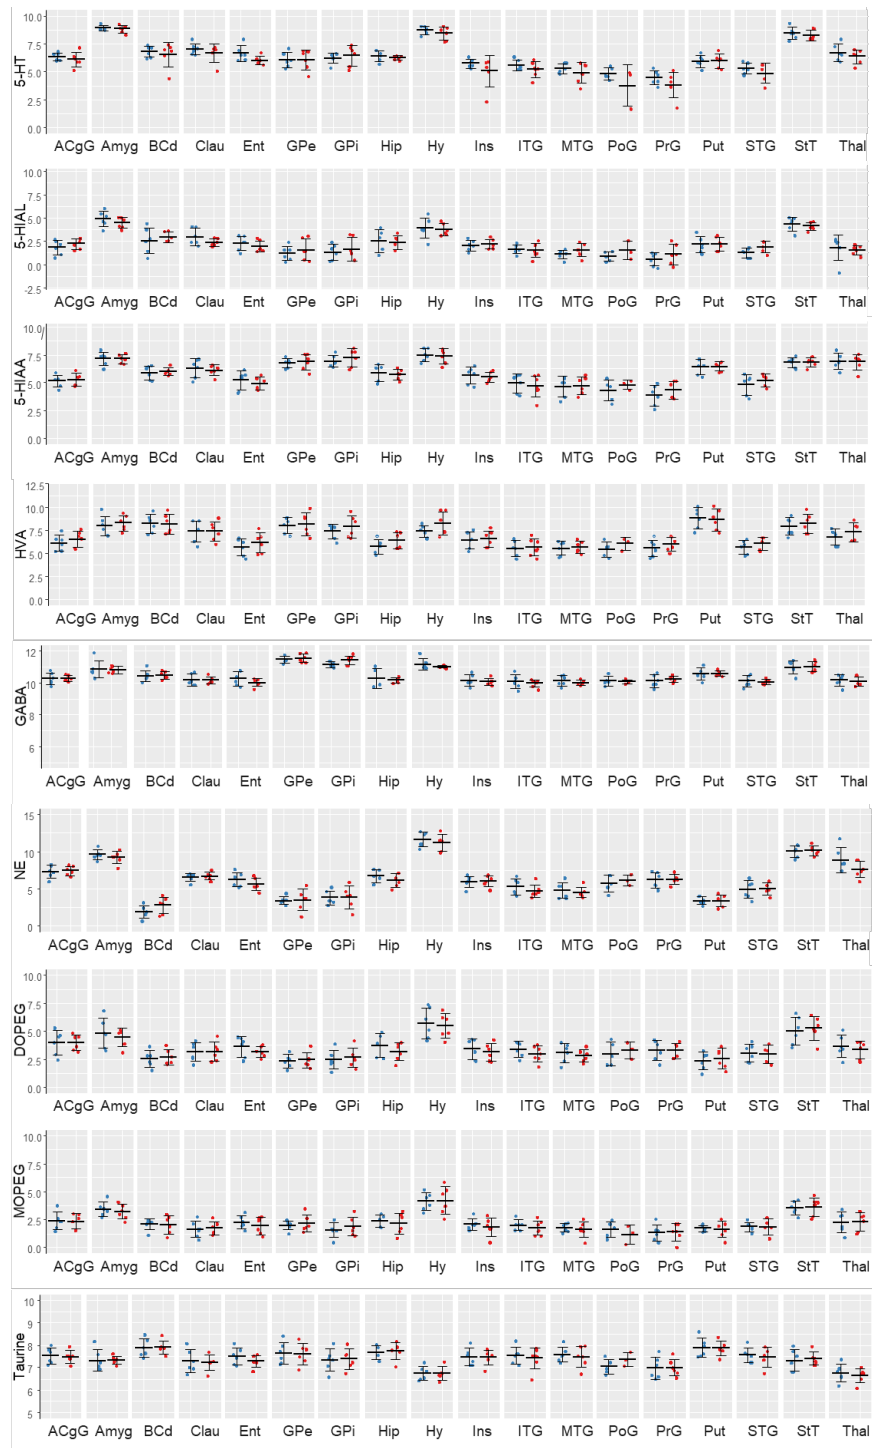 5-HT
10.0
7.5
5.0
2.5
0.0
ACgG Amyg BCd Clau Ent GPe GPi Hip Hy Ins ITG MTG PoG PrG Put STG StT Thal
5-HIAL
10.0
7.5
5.0
2.5
0.0
-2.5
ACgG Amyg BCd Clau Ent GPe GPi Hip Hy Ins ITG MTG PoG PrG Put STG StT Thal
5-HIAA
10.0
7.5
5.0
2.5
0.0
ACgG Amyg BCd Clau Ent GPe GPi Hip Hy Ins ITG MTG PoG PrG Put STG StT Thal
HVA
12.5
10.0
7.5
5.0
2.5
0.0
ACgG Amyg BCd Clau Ent GPe GPi Hip Hy Ins ITG MTG PoG PrG Put STG StT Thal
GABA
12
10
8
6
ACgG Amyg BCd Clau Ent GPe GPi Hip Hy Ins ITG MTG PoG PrG Put STG StT Thal
NE
15
10
5
0
ACgG Amyg BCd Clau Ent GPe GPi Hip Hy Ins ITG MTG PoG PrG Put STG StT Thal
DOPEG
10.0
7.5
5.0
2.5
0.0
ACgG Amyg BCd Clau Ent GPe GPi Hip Hy Ins ITG MTG PoG PrG Put STG StT Thal
MOPEG
10.0
7.5
5.0
2.5
0.0
ACgG Amyg BCd Clau Ent GPe GPi Hip Hy Ins ITG MTG PoG PrG Put STG StT Thal
Taurine
10
9
8
7
6
5
ACgG Amyg BCd Clau Ent GPe GPi Hip Hy Ins ITG MTG PoG PrG Put STG StT Thal